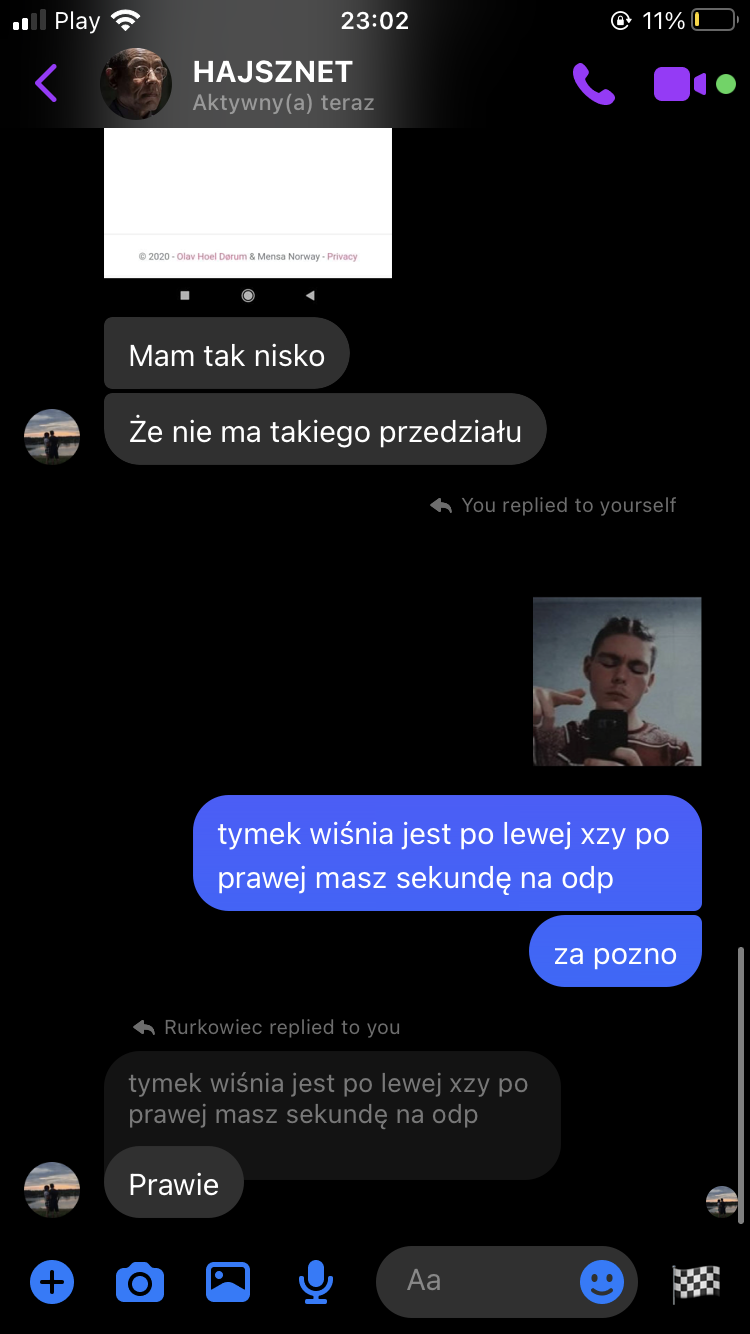 Play 23:02 11%
HAJSZNET
Aktywny(a) teraz
© 2020 - Olav Hoel Dørum & Mensa Norway - Privacy
Mam tak nisko
Że nie ma takiego przedziału
You replied to yourself
tymek wiśnia jest po lewej xzy po
prawej masz sekundę na odp
za pozno
Rurkowiec replied to you
tymek wiśnia jest po lewej xzy po
prawej masz sekundę na odp
Prawie
Aa